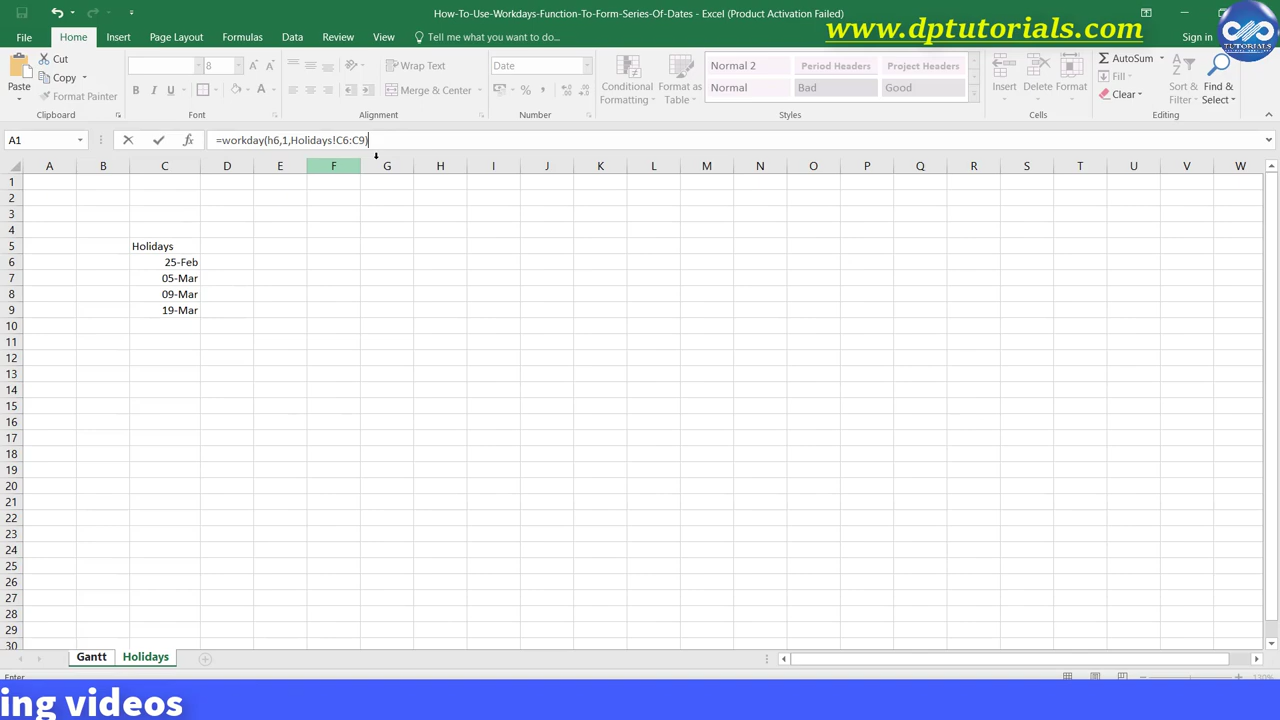 How-To-Use-Workdays-Function-To-Form-Series-Of-Dates - Excel (Product Activation Failed)
www.dptutorials.com
TUTORIALS
File Home Insert Page Layout Formulas Data Review View Tell me what you want to do... Sign in
Paste
Cut
Copy
Format Painter
Clipboard
8
B I U A
Font
Wrap Text
Merge & Center
Alignment
Date
%
Number
Conditional Formatting
Format as Table
Normal 2 Period Headers Project Headers
Normal Bad Good
Styles
Insert Delete Format
Cells
AutoSum
Fill
Clear
Sort & Filter
Find & Select
Editing
A1 fx =workday(h6,1,Holidays!C6:C9)
A B C D E F G H I J K L M N O P Q R S T U V W
1
2
3
4
5 Holidays
6 25-Feb
7 05-Mar
8 09-Mar
9 19-Mar
10
11
12
13
14
15
16
17
18
19
20
21
22
23
24
25
26
27
28
29
30
Gantt Holidays
Enter 130%
ing videos